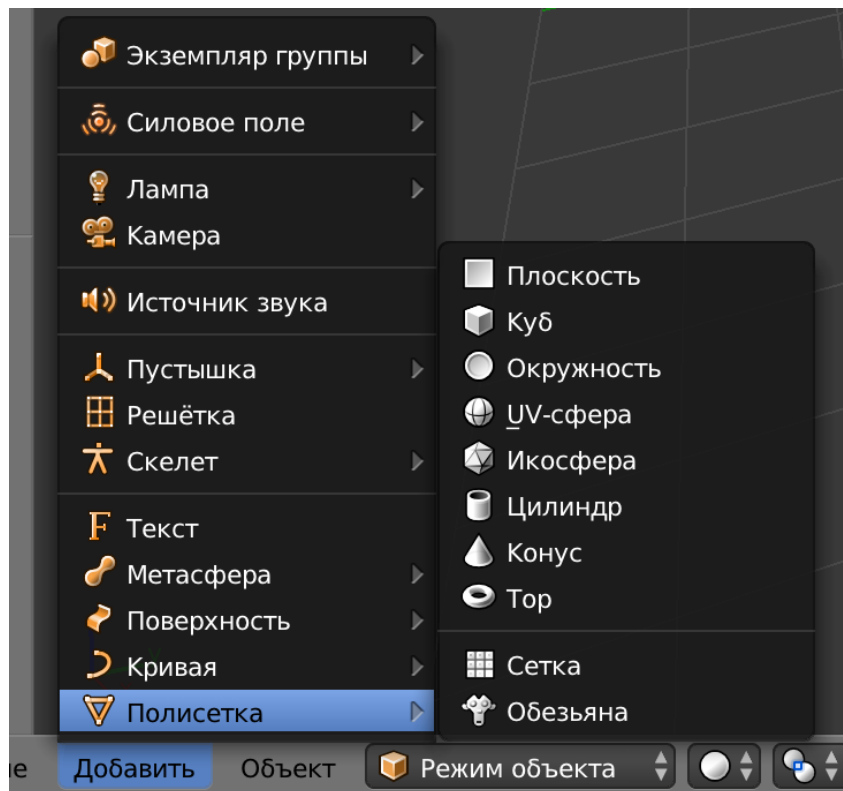 Экземпляр группы
Силовое поле
Лампа
Камера
Источник звука
Пустышка
Решётка
Скелет
Текст
Метасфера
Поверхность
Кривая
Полисетка
Плоскость
Куб
Окружность
UV-сфера
Икосфера
Цилиндр
Конус
Тор
Сетка
Обезьяна
Добавить Объект Режим объекта